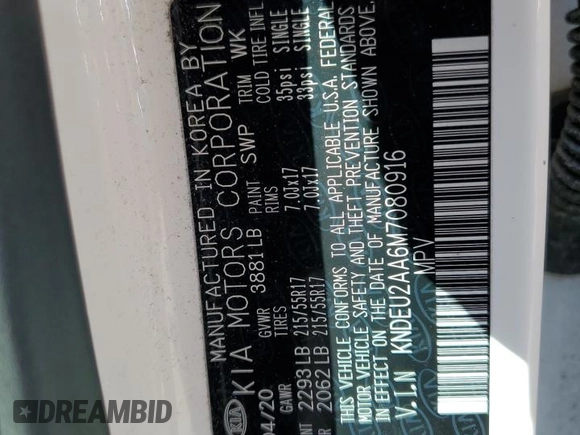 MANUFACTURED IN KOREA BY
KIA KIA MOTORS CORPORATION
04/20 GVWR 3881 LB PAINT SWP TRIM WK
GAWR TIRES RIMS COLD TIRE INFL
2293 LB 215/55R17 7.0Jx17 35psi SINGLE
2062 LB 215/55R17 7.0Jx17 33psi SINGLE
THIS VEHICLE CONFORMS TO ALL APPLICABLE U.S.A. FEDERAL
MOTOR VEHICLE SAFETY AND THEFT PREVENTION STANDARDS
IN EFFECT ON THE DATE OF MANUFACTURE SHOWN ABOVE.
V.I.N KNDEU2AA6M7080916
MPV
DREAMBID